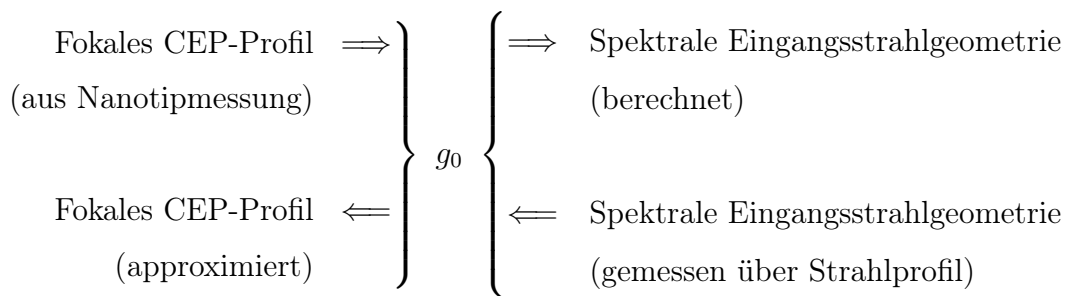 Fokales CEP-Profil ⟹ } { ⟹ Spektrale Eingangsstrahlgeometrie
(aus Nanotipmessung) (berechnet)
g₀
Fokales CEP-Profil ⟸ ⟸ Spektrale Eingangsstrahlgeometrie
(approximiert) (gemessen über Strahlprofil)